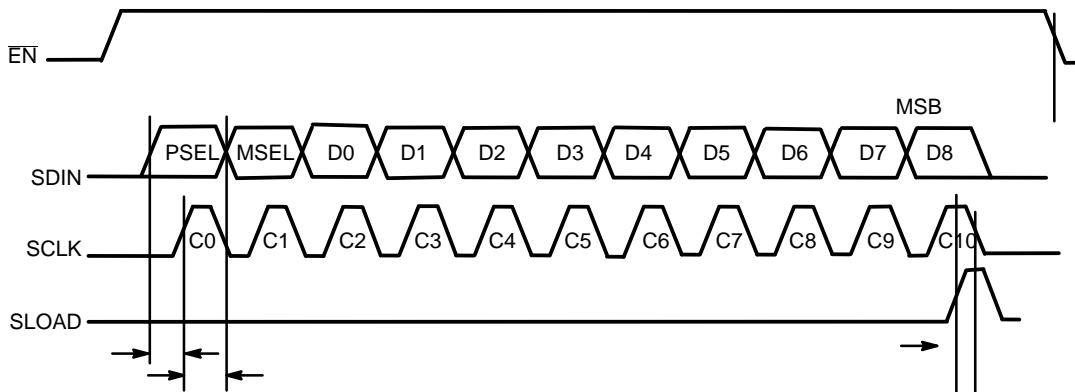 EN
MSB
SDIN PSEL MSEL D0 D1 D2 D3 D4 D5 D6 D7 D8
SCLK C0 C1 C2 C3 C4 C5 C6 C7 C8 C9 C10
SLOAD